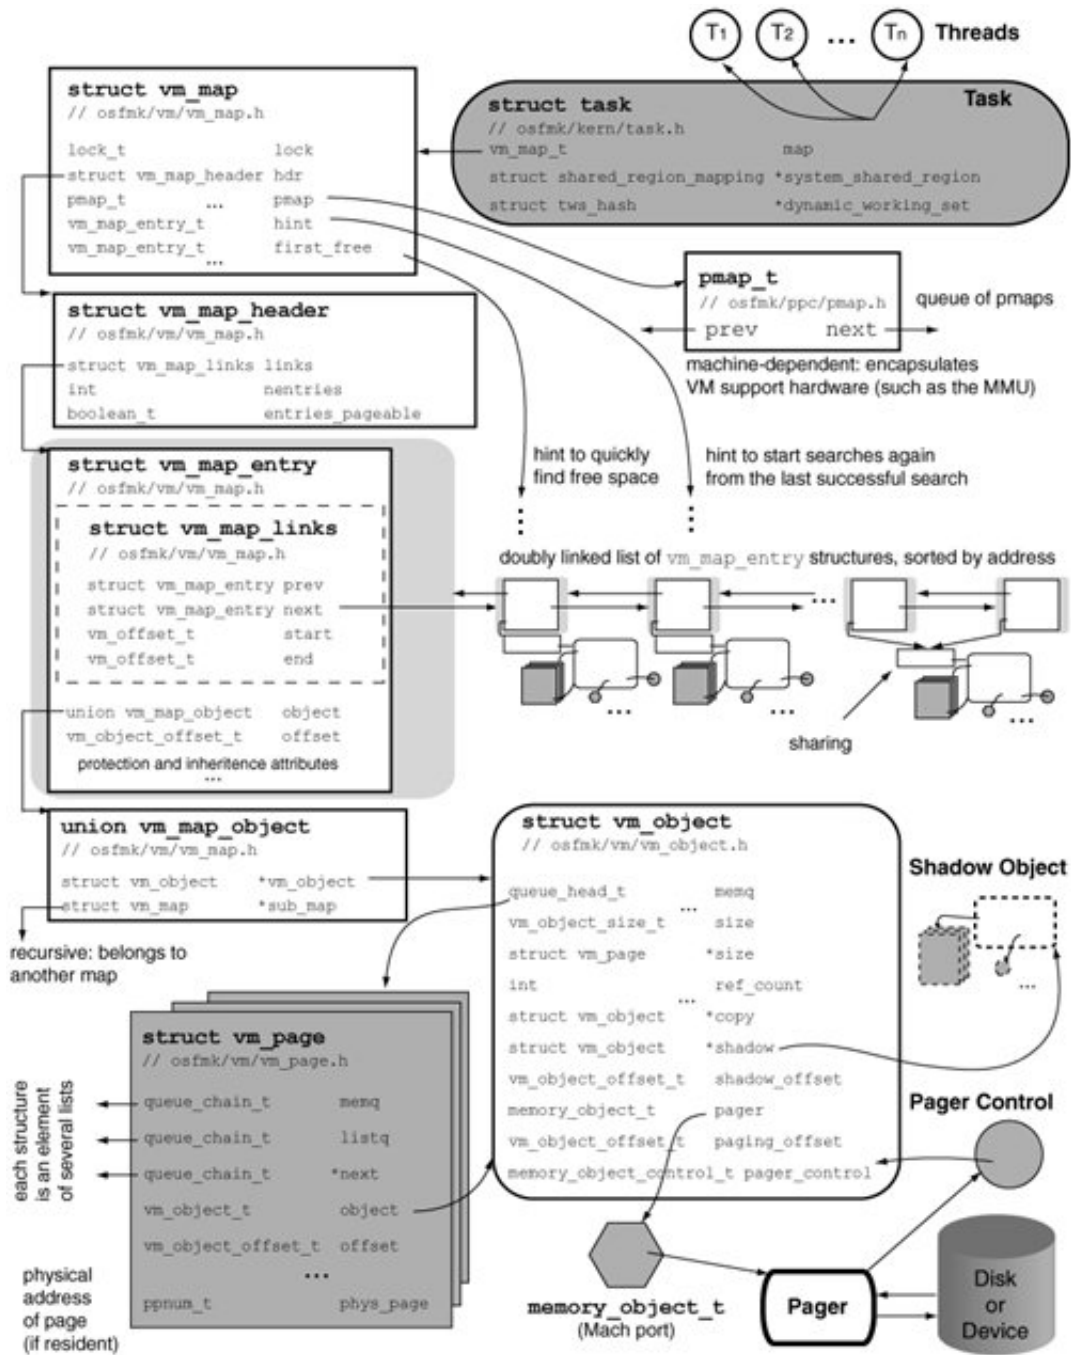 T1 T2 ... Tn Threads
struct vm_map
// osfmk/vm/vm_map.h
lock_t lock
struct vm_map_header hdr
pmap_t ... pmap
vm_map_entry_t hint
vm_map_entry_t first_free
...
Task
struct task
// osfmk/kern/task.h
vm_map_t map
struct shared_region_mapping *system_shared_region
struct tws_hash *dynamic_working_set
pmap_t
// osfmk/ppc/pmap.h
prev next
queue of pmaps
machine-dependent: encapsulates
VM support hardware (such as the MMU)
struct vm_map_header
// osfmk/vm/vm_map.h
struct vm_map_links links
int nentries
boolean_t entries_pageable
hint to quickly
find free space
hint to start searches again
from the last successful search
struct vm_map_entry
// osfmk/vm/vm_map.h
struct vm_map_links
// osfmk/vm/vm_map.h
struct vm_map_entry prev
struct vm_map_entry next
vm_offset_t start
vm_offset_t end
union vm_map_object object
vm_object_offset_t offset
protection and inheritence attributes
...
doubly linked list of vm_map_entry structures, sorted by address
...
... ... ...
sharing
union vm_map_object
// osfmk/vm/vm_map.h
struct vm_object *vm_object
struct vm_map *sub_map
recursive: belongs to
another map
struct vm_object
// osfmk/vm/vm_object.h
queue_head_t ... memq
vm_object_size_t size
struct vm_page *size
int ... ref_count
struct vm_object *copy
struct vm_object *shadow
vm_object_offset_t shadow_offset
memory_object_t pager
vm_object_offset_t paging_offset
memory_object_control_t pager_control
Shadow Object
...
struct vm_page
// osfmk/vm/vm_page.h
queue_chain_t memq
queue_chain_t listq
queue_chain_t *next
vm_object_t object
vm_object_offset_t offset
...
ppnum_t phys_page
each structure
is an element
of several lists
physical
address
of page
(if resident)
Pager Control
memory_object_t
(Mach port)
Pager
Disk
or
Device